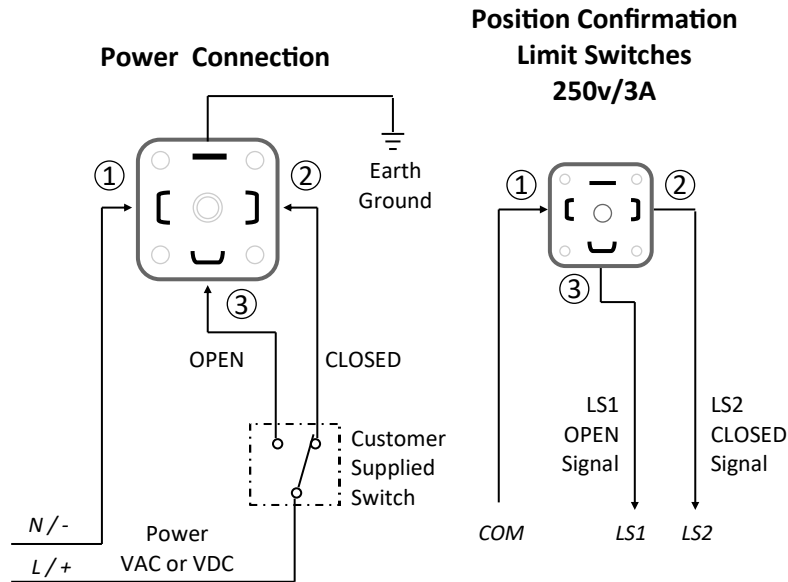 Power Connection
①
②
③
Earth
Ground
OPEN
CLOSED
Customer
Supplied
Switch
N / -
Power
VAC or VDC
L / +
Position Confirmation
Limit Switches
250v/3A
①
②
③
LS1
OPEN
Signal
LS2
CLOSED
Signal
COM
LS1
LS2